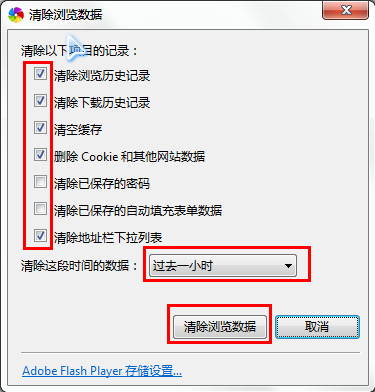 清除浏览数据
清除以下项目的记录：
清除浏览历史记录
清除下载历史记录
清空缓存
删除 Cookie 和其他网站数据
清除已保存的密码
清除已保存的自动填充表单数据
清除地址栏下拉列表
清除这段时间的数据： 过去一小时
清除浏览数据 取消
Adobe Flash Player 存储设置...